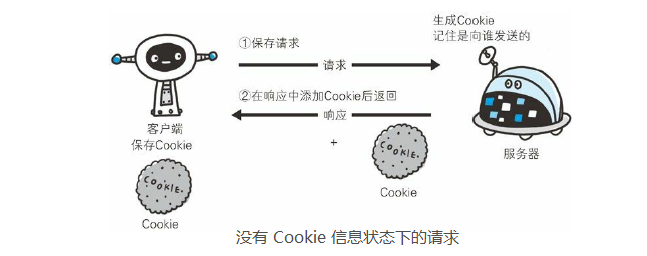 ①保存请求
请求
生成Cookie
记住是向谁发送的
②在响应中添加Cookie后返回
响应
+
客户端
保存Cookie
服务器
COOKIE.
COOKIE.
Cookie
Cookie
没有 Cookie 信息状态下的请求